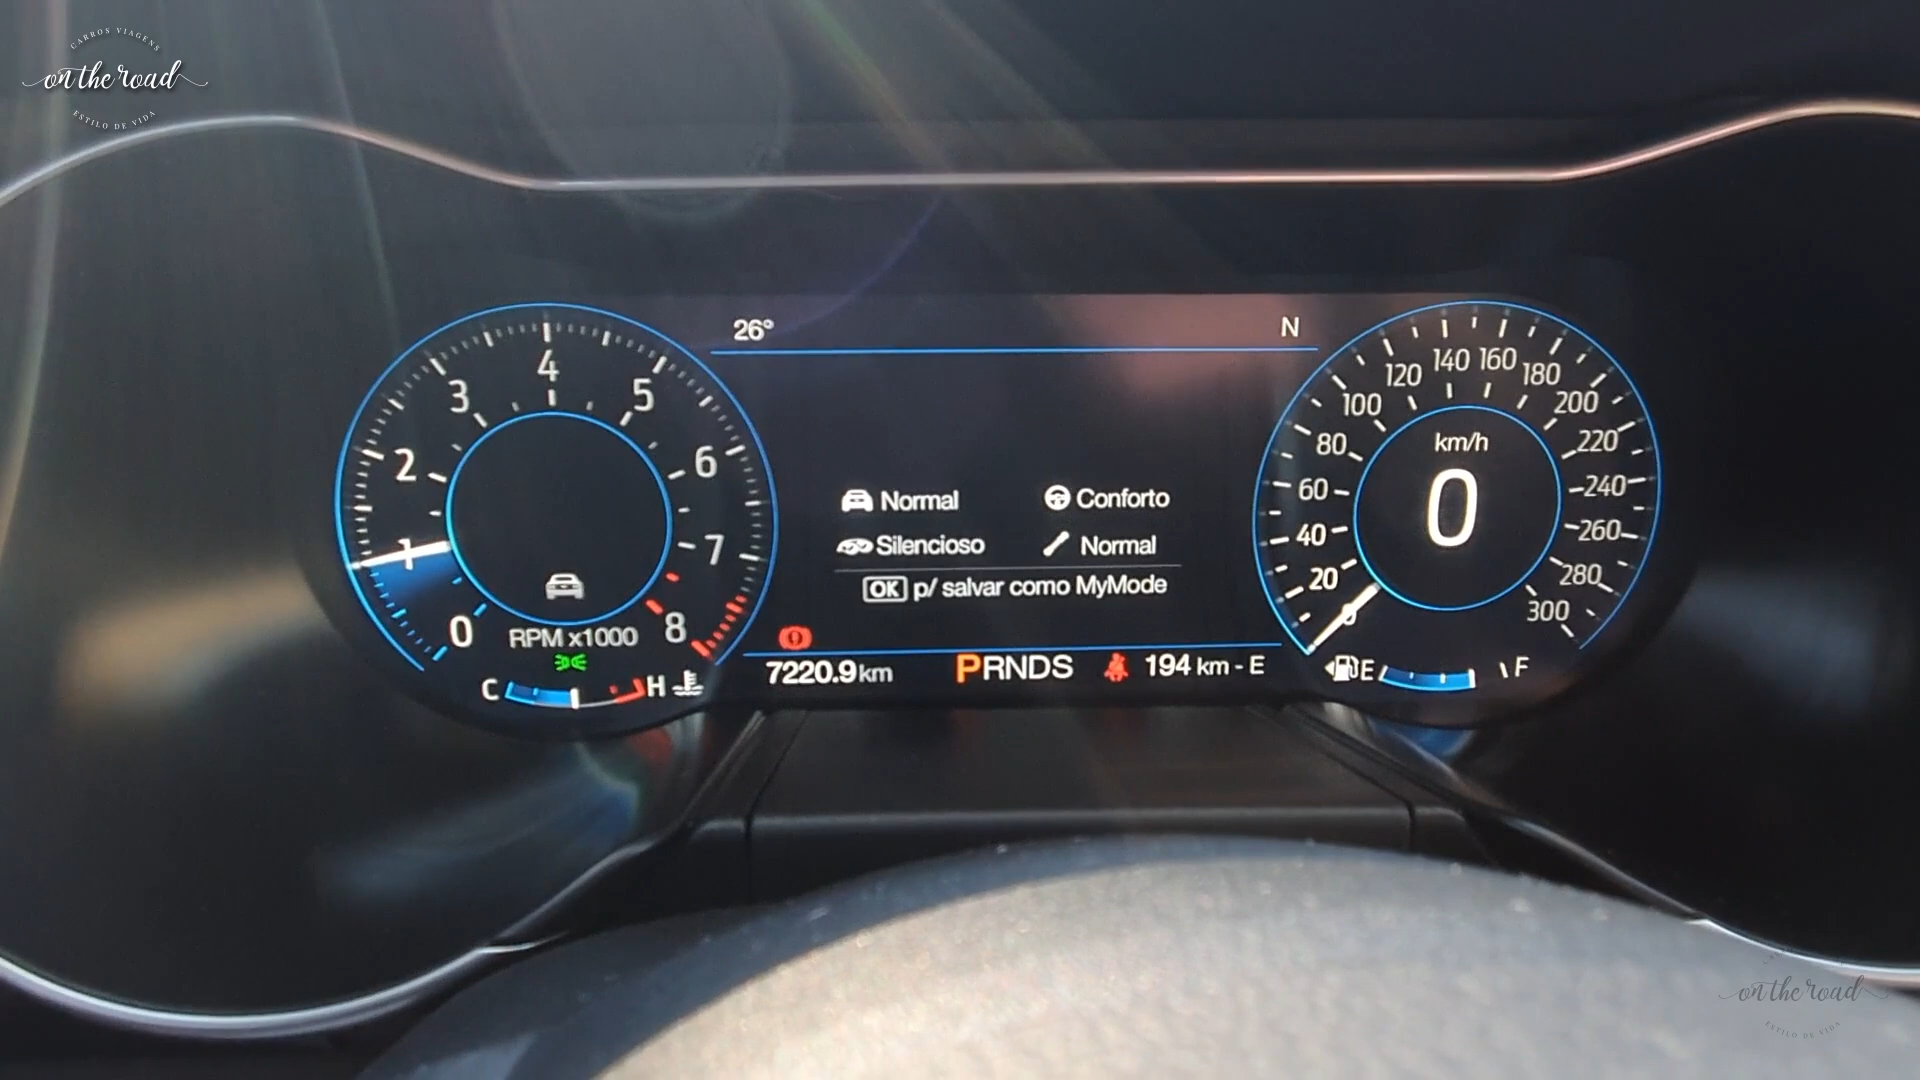 CARROS VIAGENS
on the road
ESTILO DE VIDA
26° N
0 1 2 3 4 5 6 7 8
RPM x1000
C H
Normal Conforto
Silencioso Normal
OK p/ salvar como MyMode
7220.9 km PRNDS 194 km - E
0 20 40 60 80 100 120 140 160 180 200 220 240 260 280 300
km/h
0
E F
on the road
ESTILO DE VIDA